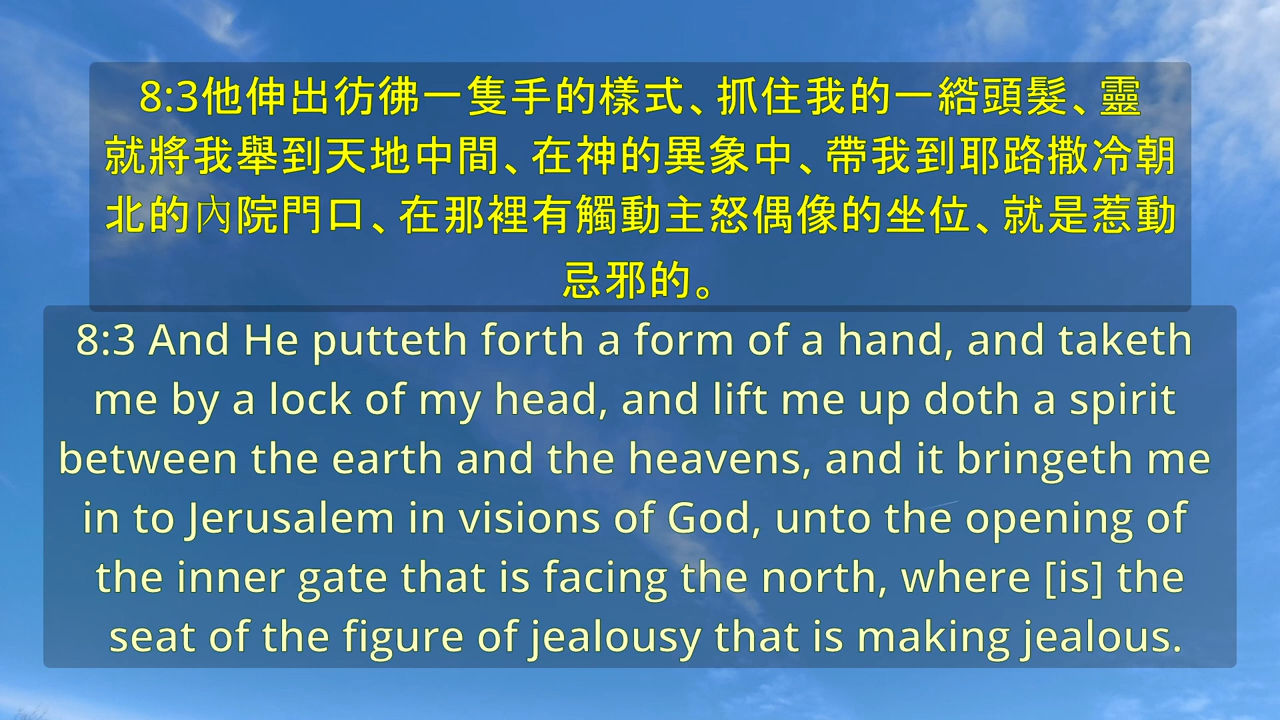 8:3他伸出彷彿一隻手的樣式、抓住我的一綹頭髮、靈
就將我舉到天地中間、在神的異象中、帶我到耶路撒冷朝
北的內院門口、在那裡有觸動主怒偶像的坐位、就是惹動
忌邪的。
8:3 And He putteth forth a form of a hand, and taketh
me by a lock of my head, and lift me up doth a spirit
between the earth and the heavens, and it bringeth me
in to Jerusalem in visions of God, unto the opening of
the inner gate that is facing the north, where [is] the
seat of the figure of jealousy that is making jealous.